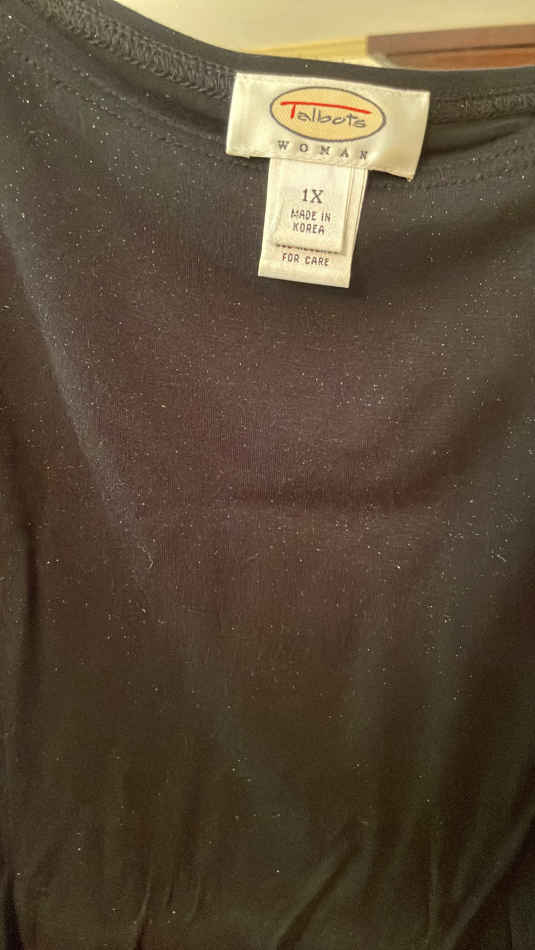 Talbots
WOMAN
1X
MADE IN
KOREA
FOR CARE